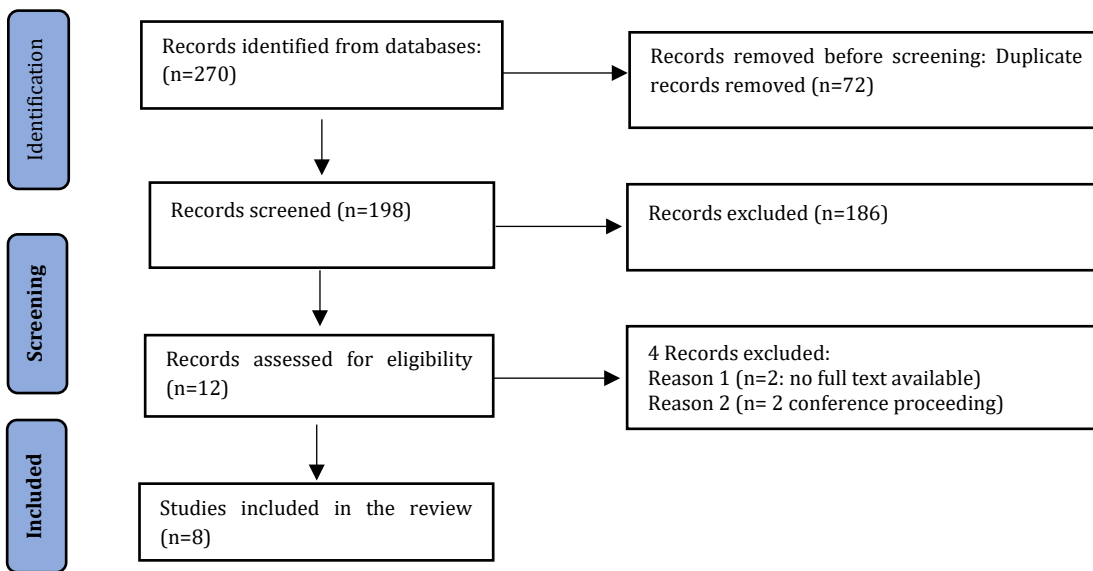 Identification
Records identified from databases:
(n=270)
Records removed before screening: Duplicate
records removed (n=72)
Records screened (n=198)
Records excluded (n=186)
Screening
Records assessed for eligibility
(n=12)
4 Records excluded:
Reason 1 (n=2: no full text available)
Reason 2 (n= 2 conference proceeding)
Included
Studies included in the review
(n=8)